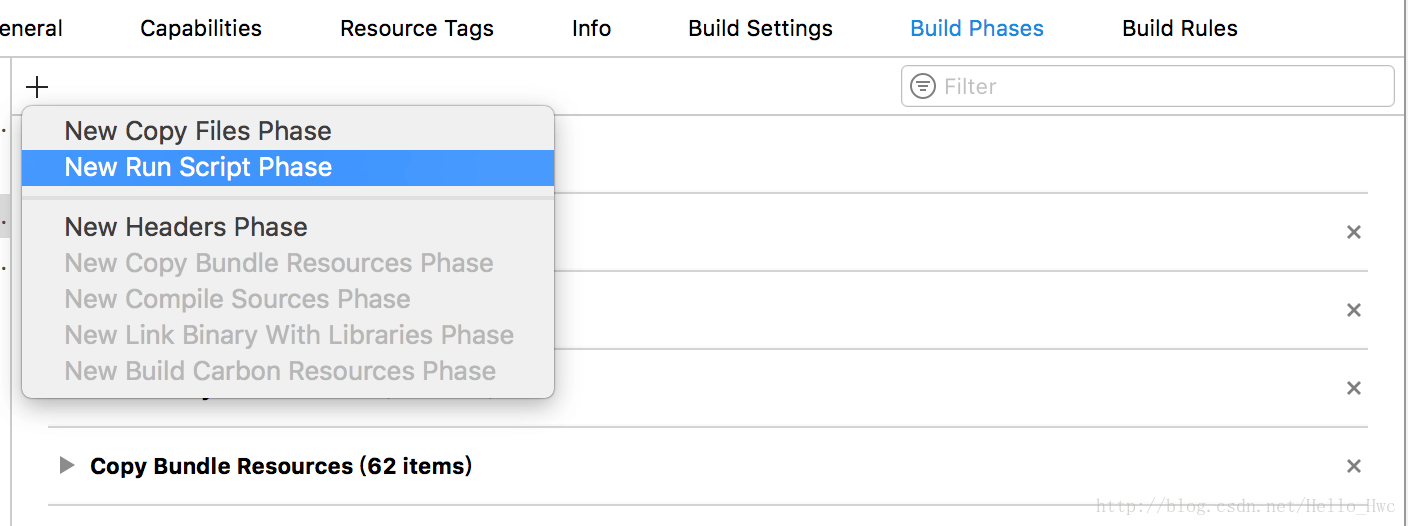 eneral Capabilities Resource Tags Info Build Settings Build Phases Build Rules
Filter
New Copy Files Phase
New Run Script Phase
New Headers Phase
New Copy Bundle Resources Phase
New Compile Sources Phase
New Link Binary With Libraries Phase
New Build Carbon Resources Phase
Copy Bundle Resources (62 items)
http://blog.csdn.net/Hello_Hwc